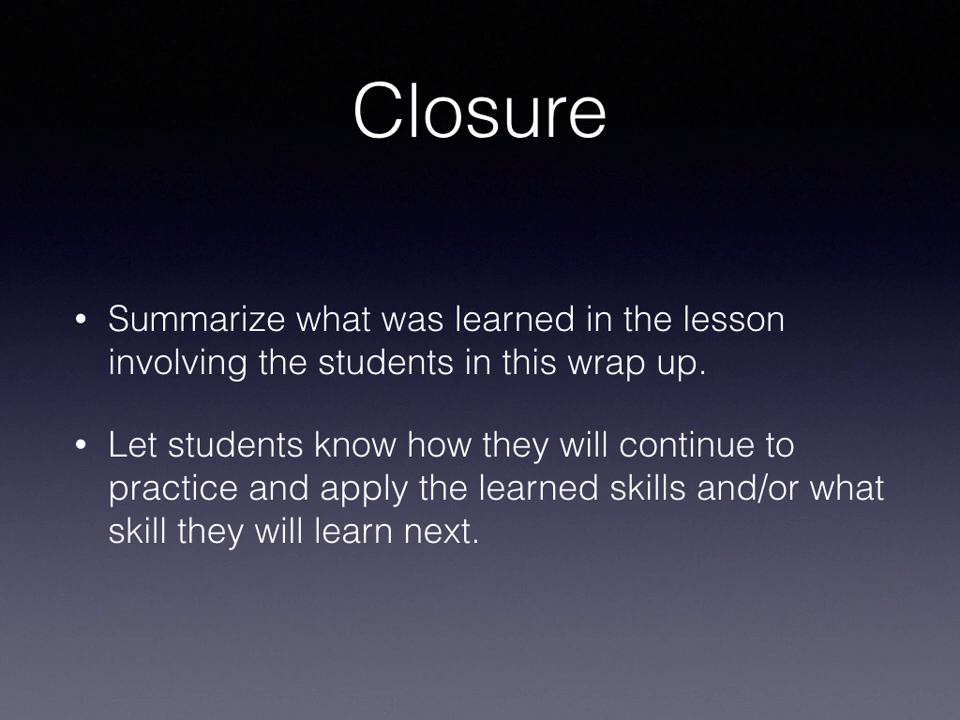 Closure
• Summarize what was learned in the lesson
involving the students in this wrap up.
• Let students know how they will continue to
practice and apply the learned skills and/or what
skill they will learn next.